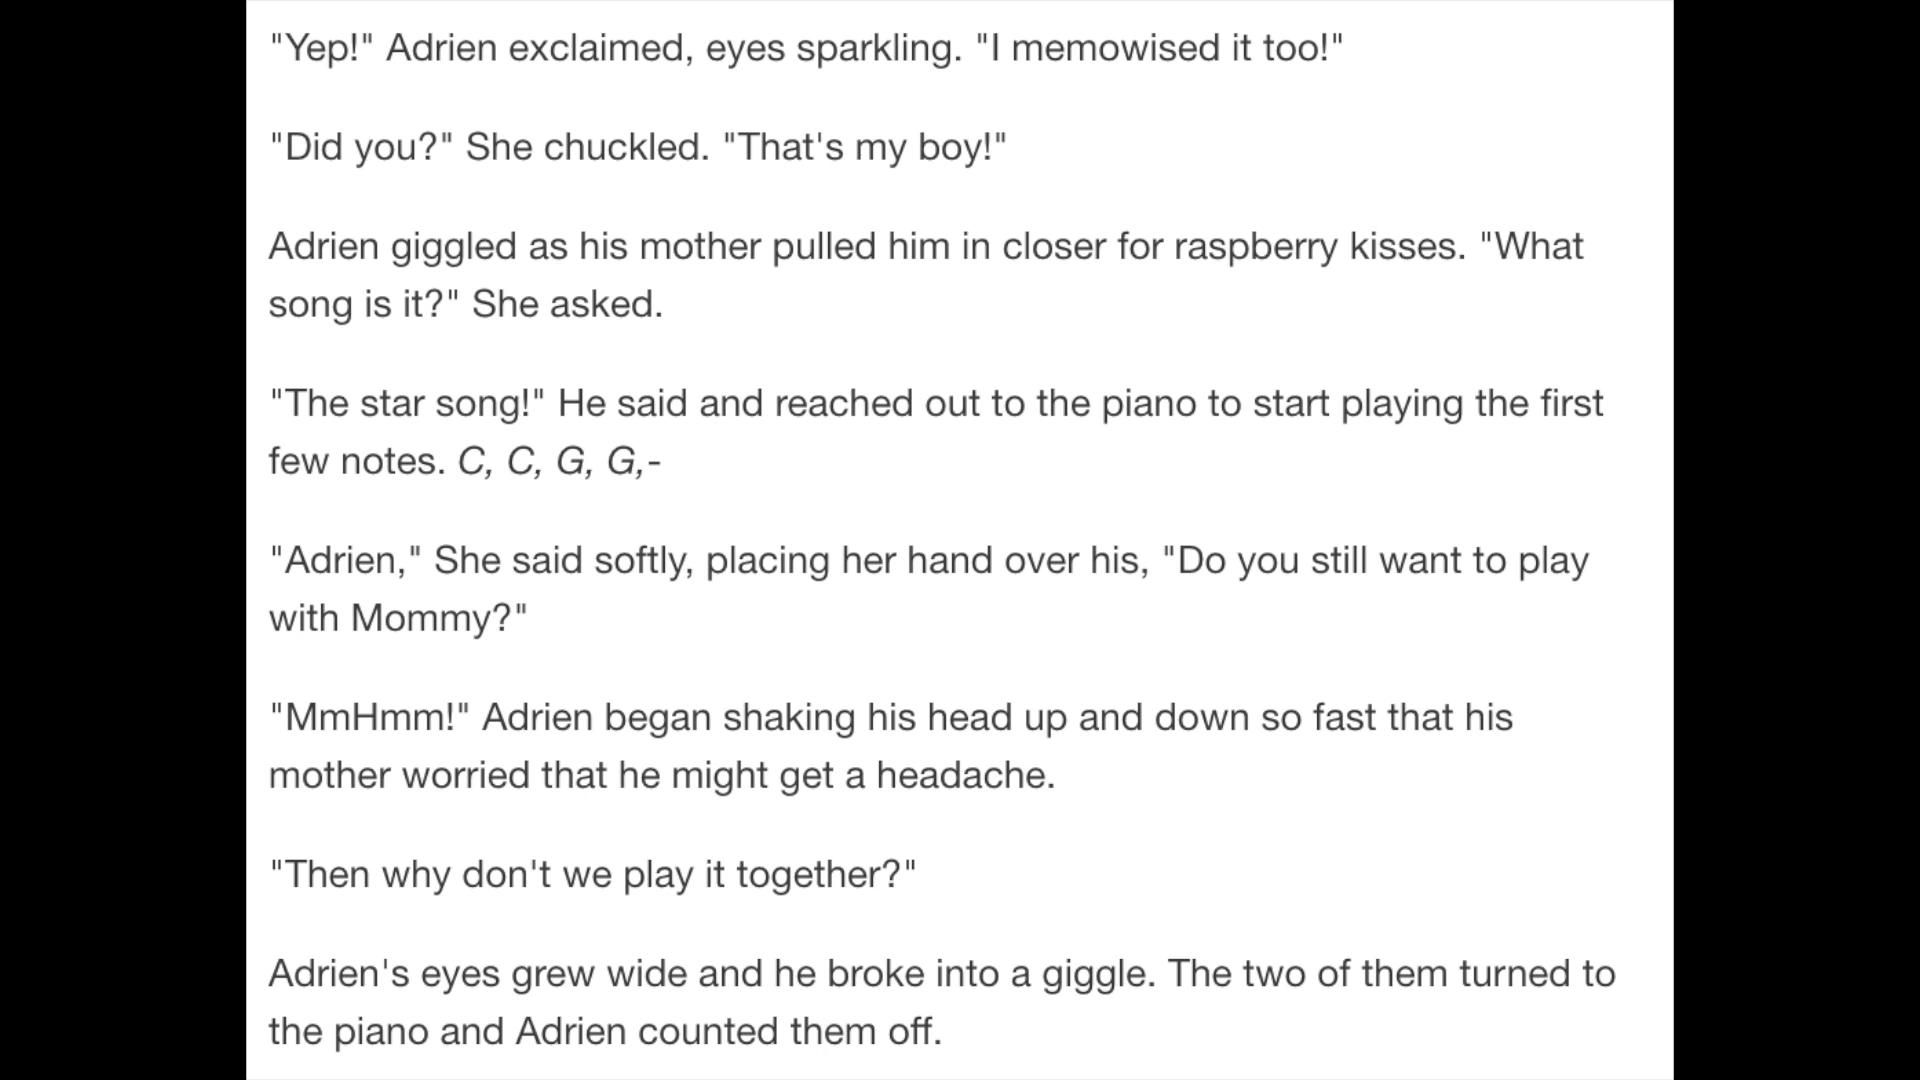 "Yep!" Adrien exclaimed, eyes sparkling. "I memowised it too!"
"Did you?" She chuckled. "That's my boy!"
Adrien giggled as his mother pulled him in closer for raspberry kisses. "What
song is it?" She asked.
"The star song!" He said and reached out to the piano to start playing the first
few notes. C, C, G, G,-
"Adrien," She said softly, placing her hand over his, "Do you still want to play
with Mommy?"
"MmHmm!" Adrien began shaking his head up and down so fast that his
mother worried that he might get a headache.
"Then why don't we play it together?"
Adrien's eyes grew wide and he broke into a giggle. The two of them turned to
the piano and Adrien counted them off.